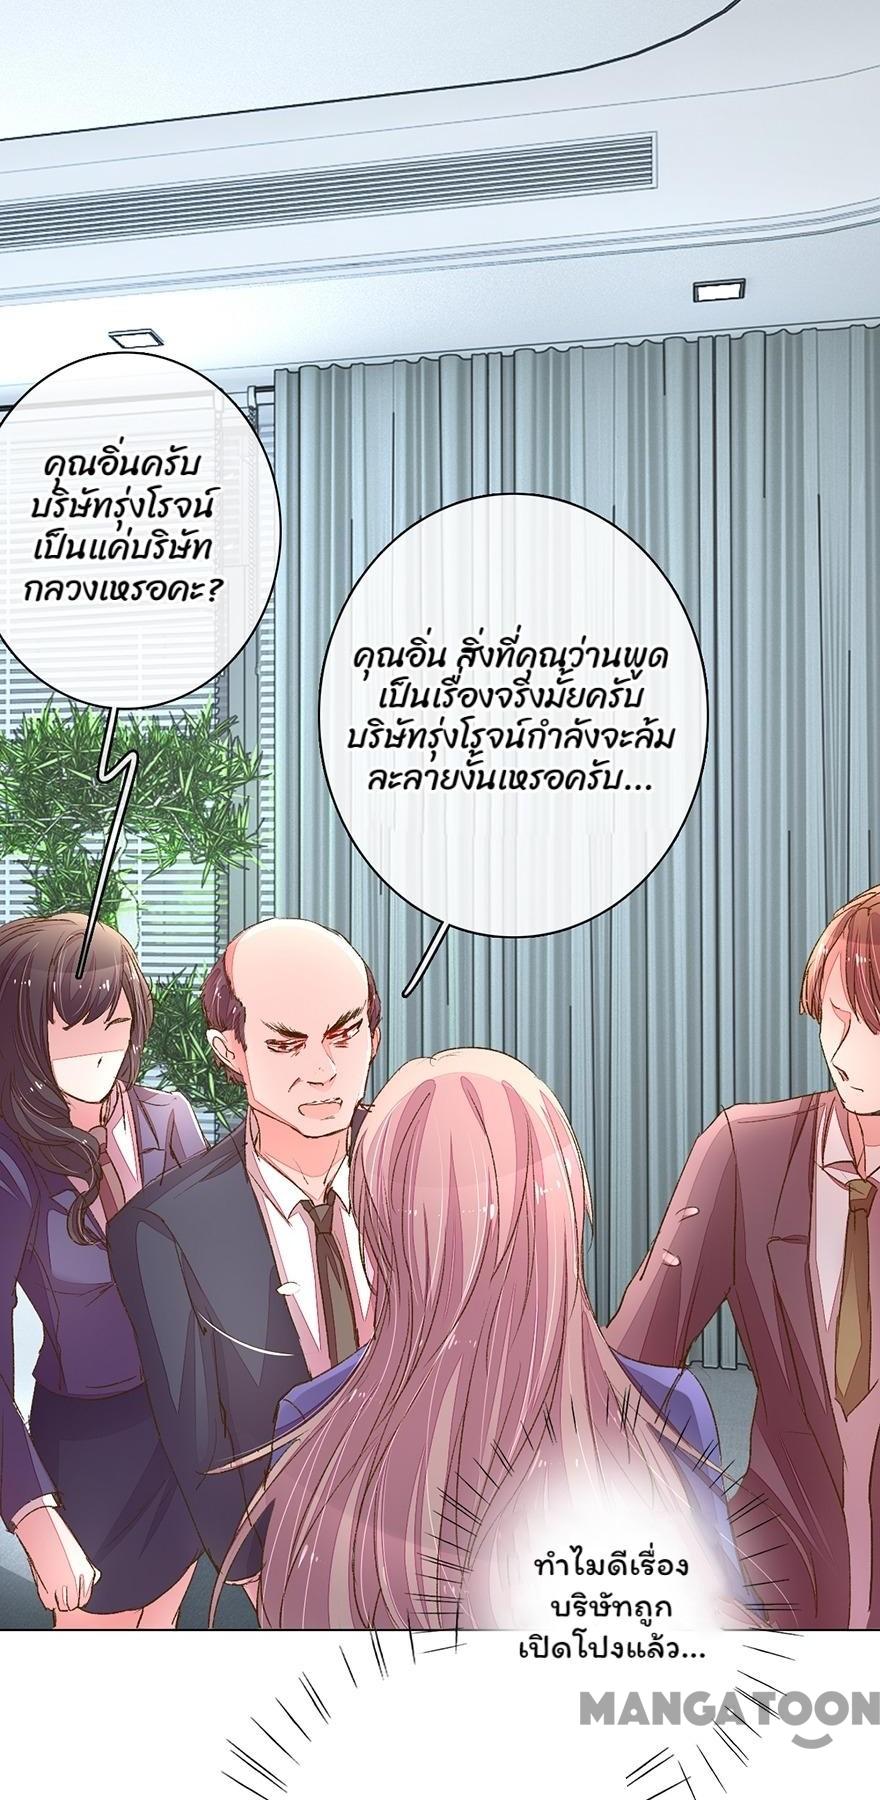 คุณอิ่นครับ
บริษัทรุ่งโรจน์
เป็นแค่บริษัท
กลวงเหรอคะ?
คุณอิ่น สิ่งที่คุณว่านพูด
เป็นเรื่องจริงมั้ยครับ
บริษัทรุ่งโรจน์กำลังจะล้ม
ละลายงั้นเหรอครับ...
ทำไมดีเรื่อง
บริษัทถูก
เปิดโปงแล้ว...
MANGATOON